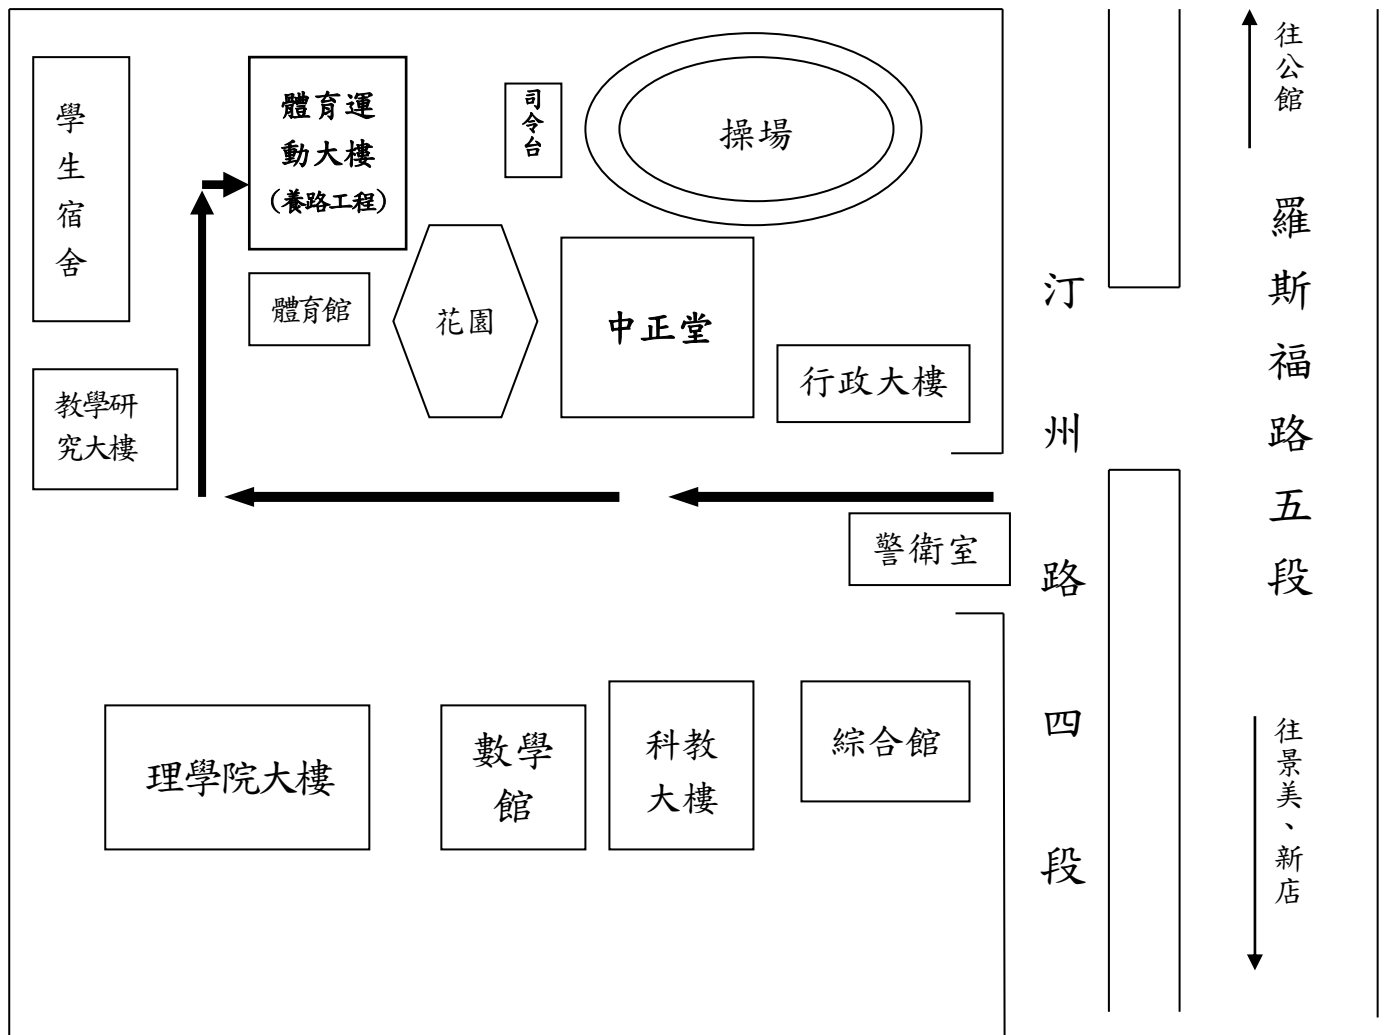 學生宿舍
體育運
動大樓
(養路工程)
司令台
操場
往公館
體育館
花園
中正堂
行政大樓
教學研
究大樓
警衛室
汀州路四段
羅斯福路五段
理學院大樓
數學
館
科教
大樓
綜合館
往景美、新店